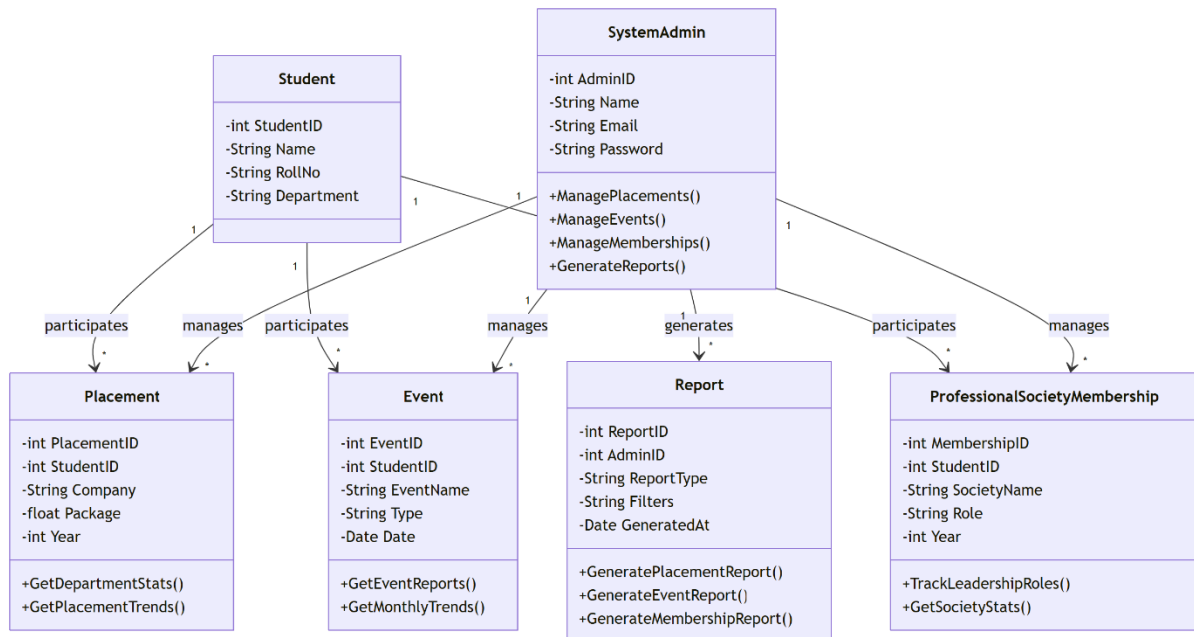 SystemAdmin
-int AdminID
-String Name
-String Email
-String Password
+ManagePlacements()
+ManageEvents()
+ManageMemberships()
+GenerateReports()
Student
-int StudentID
-String Name
-String RollNo
-String Department
1
1
1
1
1
1
1
participates
manages
participates
manages
generates
participates
manages
*
*
*
*
*
*
*
Placement
-int PlacementID
-int StudentID
-String Company
-float Package
-int Year
+GetDepartmentStats()
+GetPlacementTrends()
Event
-int EventID
-int StudentID
-String EventName
-String Type
-Date Date
+GetEventReports()
+GetMonthlyTrends()
Report
-int ReportID
-int AdminID
-String ReportType
-String Filters
-Date GeneratedAt
+GeneratePlacementReport()
+GenerateEventReport()
+GenerateMembershipReport()
ProfessionalSocietyMembership
-int MembershipID
-int StudentID
-String SocietyName
-String Role
-int Year
+TrackLeadershipRoles()
+GetSocietyStats()